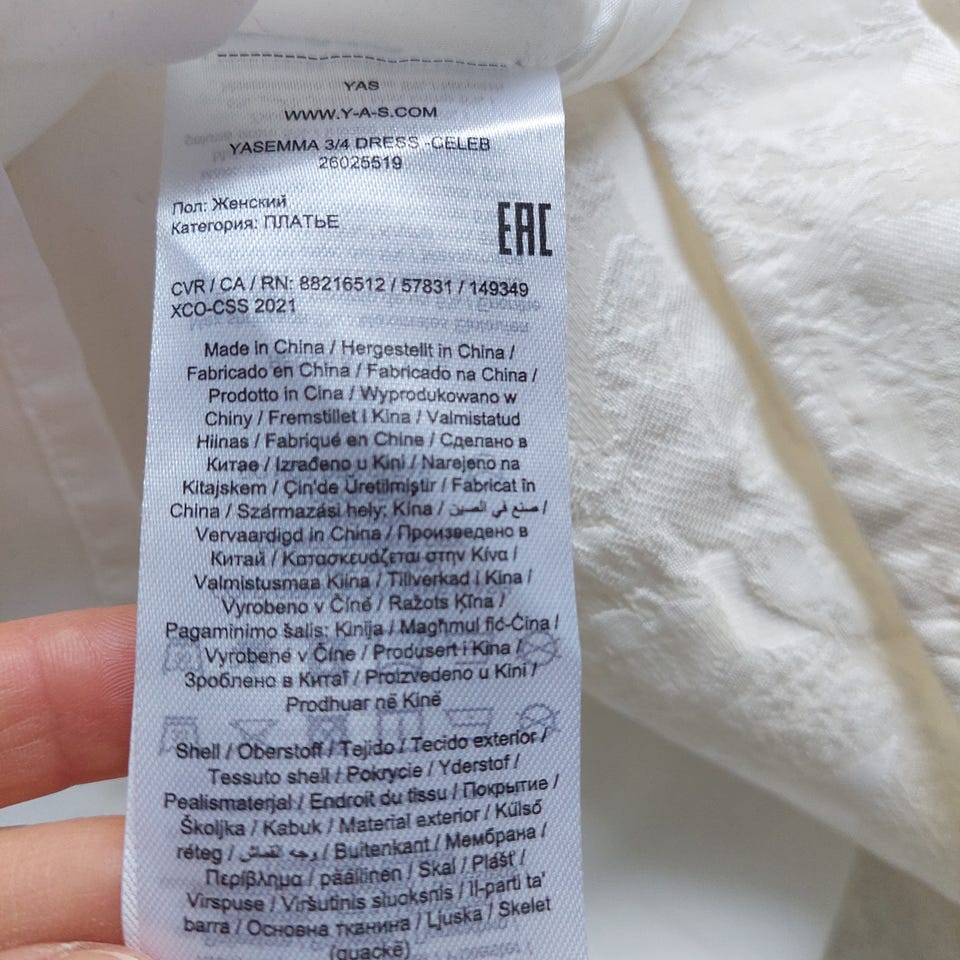 YAS
WWW.Y-A-S.COM
YASEMMA 3/4 DRESS -CELEB
26025519
Пол: Женский
Категория: ПЛАТЬЕ
EAC
CVR / CA / RN: 88216512 / 57831 / 149349
XCO-CSS 2021
Made in China / Hergestellt in China /
Fabricado en China / Fabricado na China /
Prodotto in Cina / Wyprodukowano w
Chiny / Fremstillet i Kina / Valmistatud
Hiinas / Fabriqué en Chine / Сделано в
Китае / Izrađeno u Kini / Narejeno na
Kitajskem / Çin'de Üretilmiştir / Fabricat în
China / Származási hely: Kína / صنع في الصين /
Vervaardigd in China / Произведено в
Китай / Κατασκευάζεται στην Κίνα /
Valmistusmaa Kiina / Tillverkad i Kina /
Vyrobeno v Číně / Ražots Ķīna /
Pagaminimo šalis: Kinija / Magħmul fiċ-Ċina /
Vyrobené v Číne / Produsert i Kina /
Зроблено в Китаї / Proizvedeno u Kini /
Prodhuar në Kinë
Shell / Oberstoff / Tejido / Tecido exterior /
Tessuto shell / Pokrycie / Yderstof /
Pealismaterjal / Endroit du tissu / Покрытие /
Školjka / Kabuk / Material exterior / Külső
réteg / وجه القماش / Buitenkant / Мембрана /
Περίβλημα / päällinen / Skal / Plášť /
Virspuse / Viršutinis sluoksnis / Il-parti ta'
barra / Основна тканина / Ljuska / Skelet
(guackë)